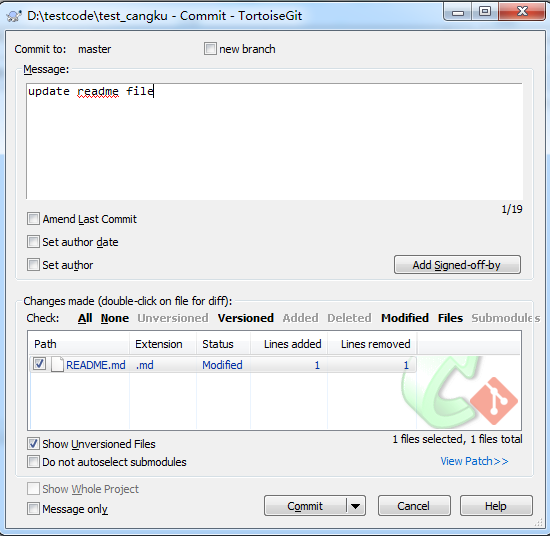 D:\testcode\test_cangku - Commit - TortoiseGit
Commit to: master new branch
Message:
update readme file
1/19
Amend Last Commit
Set author date
Set author
Add Signed-off-by
Changes made (double-click on file for diff):
Check: All None Unversioned Versioned Added Deleted Modified Files Submodules
Path Extension Status Lines added Lines removed
README.md .md Modified 1 1
Show Unversioned Files
1 files selected, 1 files total
Do not autoselect submodules
View Patch>>
Show Whole Project
Message only
Commit Cancel Help